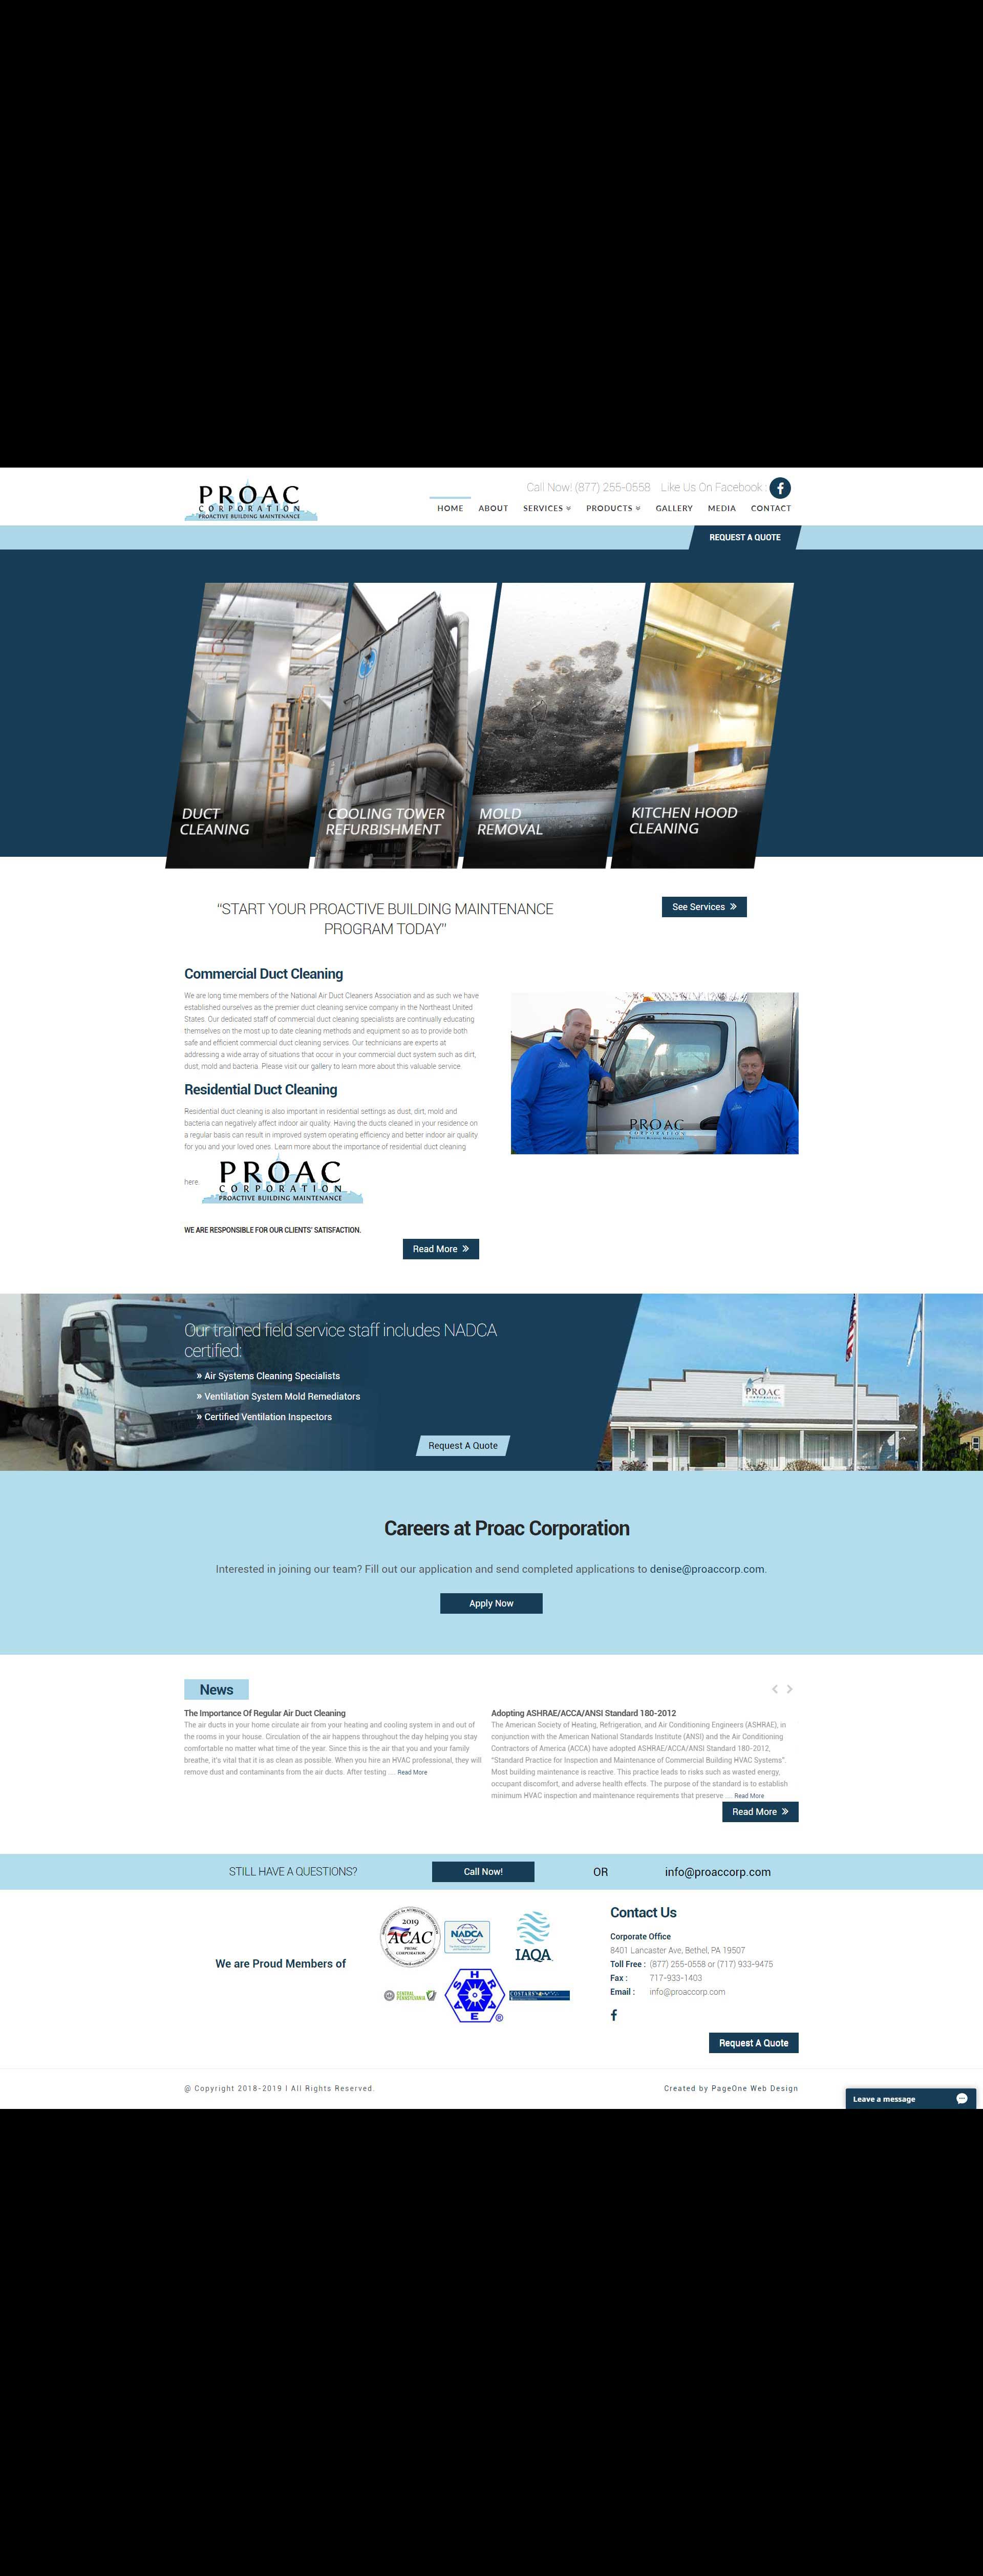 PROAC
CORPORATION
PROACTIVE BUILDING MAINTENANCE
Call Now! (877) 255-0558 Like Us On Facebook :
HOME ABOUT SERVICES PRODUCTS GALLERY MEDIA CONTACT
REQUEST A QUOTE
DUCT
CLEANING
COOLING TOWER
REFURBISHMENT
MOLD
REMOVAL
KITCHEN HOOD
CLEANING
“START YOUR PROACTIVE BUILDING MAINTENANCE
PROGRAM TODAY”
See Services »
Commercial Duct Cleaning
We are long time members of the National Air Duct Cleaners Association and as such we have
established ourselves as the premier duct cleaning service company in the Northeast United
States. Our dedicated staff of commercial duct cleaning specialists are continually educating
themselves on the most up to date cleaning methods and equipment so as to provide both
safe and efficient commercial duct cleaning services. Our technicians are experts at
addressing a wide array of situations that occur in your commercial duct system such as dirt,
dust, mold and bacteria. Please visit our gallery to learn more about this valuable service.
Residential Duct Cleaning
Residential duct cleaning is also important in residential settings as dust, dirt, mold and
bacteria can negatively affect indoor air quality. Having the ducts cleaned in your residence on
a regular basis can result in improved system operating efficiency and better indoor air quality
for you and your loved ones. Learn more about the importance of residential duct cleaning
here.
PROAC
CORPORATION
PROACTIVE BUILDING MAINTENANCE
WE ARE RESPONSIBLE FOR OUR CLIENTS’ SATISFACTION.
Read More »
PROAC
CORPORATION
PROACTIVE BUILDING MAINTENANCE
Our trained field service staff includes NADCA
certified:
» Air Systems Cleaning Specialists
» Ventilation System Mold Remediators
» Certified Ventilation Inspectors
Request A Quote
PROAC
Careers at Proac Corporation
Interested in joining our team? Fill out our application and send completed applications to denise@proaccorp.com.
Apply Now
News
The Importance Of Regular Air Duct Cleaning
The air ducts in your home circulate air from your heating and cooling system in and out of
the rooms in your house. Circulation of the air happens throughout the day helping you stay
comfortable no matter what time of the year. Since this is the air that you and your family
breathe, it’s vital that it is as clean as possible. When you hire an HVAC professional, they will
remove dust and contaminants from the air ducts. After testing ... Read More
Adopting ASHRAE/ACCA/ANSI Standard 180-2012
The American Society of Heating, Refrigeration, and Air Conditioning Engineers (ASHRAE), in
conjunction with the American National Standards Institute (ANSI) and the Air Conditioning
Contractors of America (ACCA) have adopted ASHRAE/ACCA/ANSI Standard 180-2012,
“Standard Practice for Inspection and Maintenance of Commercial Building HVAC Systems”.
Most building maintenance is reactive. This practice leads to risks such as wasted energy,
occupant discomfort, and adverse health effects. The purpose of the standard is to establish
minimum HVAC inspection and maintenance requirements that preserve ... Read More
Read More »
STILL HAVE A QUESTIONS? Call Now! OR info@proaccorp.com
We are Proud Members of
2019
ACAC
PROAC
CORPORATION
NADCA
IAQA
CENTRAL
PENNSYLVANIA
ASHRAE
COSTARS
Contact Us
Corporate Office
8401 Lancaster Ave, Bethel, PA 19507
Toll Free : (877) 255-0558 or (717) 933-9475
Fax : 717-933-1403
Email : info@proaccorp.com
Request A Quote
@ Copyright 2018-2019 I All Rights Reserved.
Created by PageOne Web Design
Leave a message